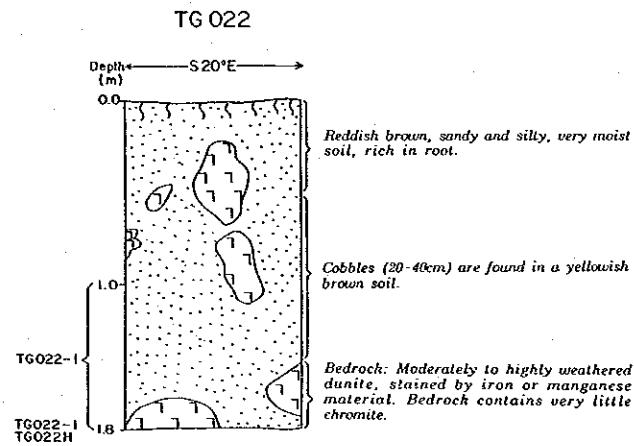 TG 022
Depth
(m)
S 20°E
0.0
Reddish brown, sandy and silty, very moist
soil, rich in root.
Cobbles (20-40cm) are found in a yellowish
brown soil.
1.0
TG022-1
Bedrock: Moderately to highly weathered
dunite, stained by iron or manganese
material. Bedrock contains very little
chromite.
TG022-1
TG022H
1.8